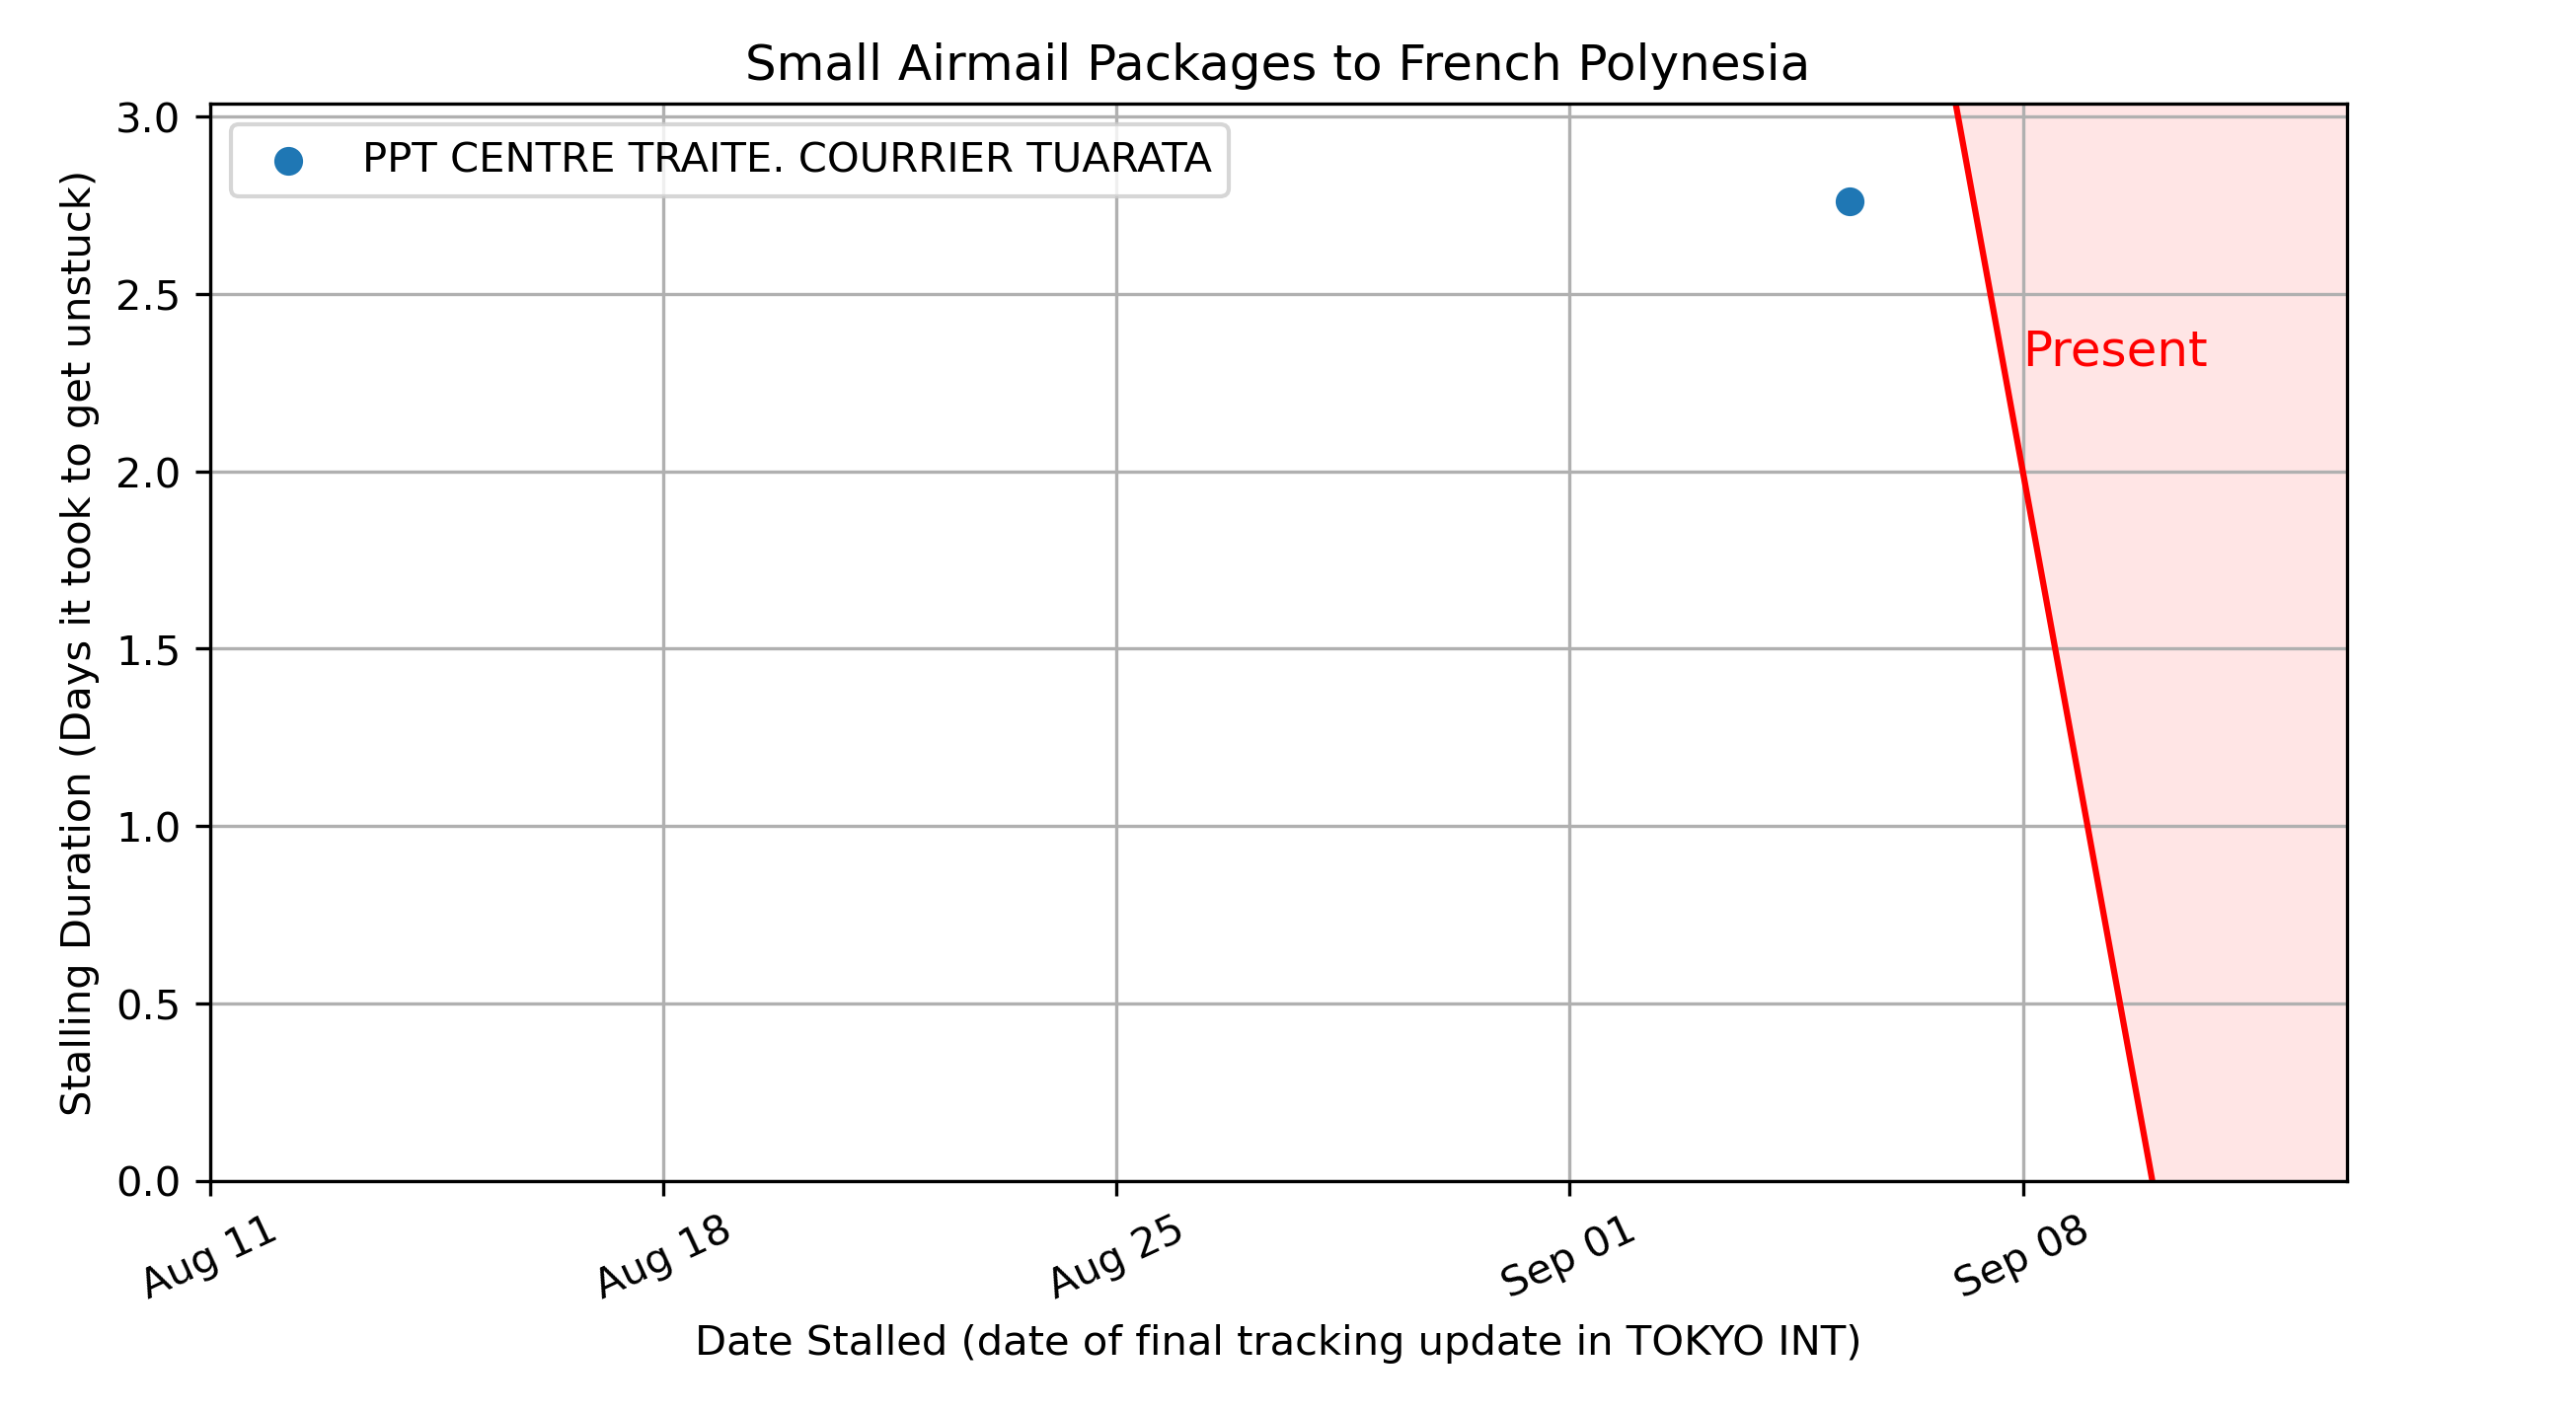 Small Airmail Packages to French Polynesia
PPT CENTRE TRAITE. COURRIER TUARATA
Present
Stalling Duration (Days it took to get unstuck)
3.0
2.5
2.0
1.5
1.0
0.5
0.0
Aug 11
Aug 18
Aug 25
Sep 01
Sep 08
Date Stalled (date of final tracking update in TOKYO INT)